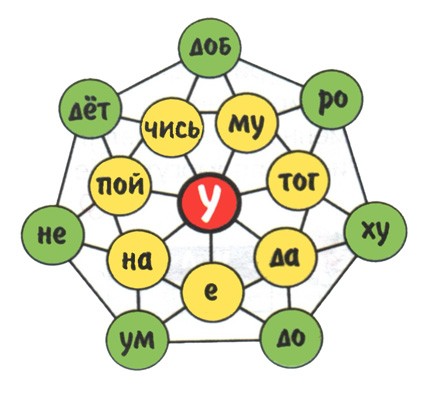 доб
дёт
ро
чись
му
пой
тог
у
не
ху
на
да
е
ум
до